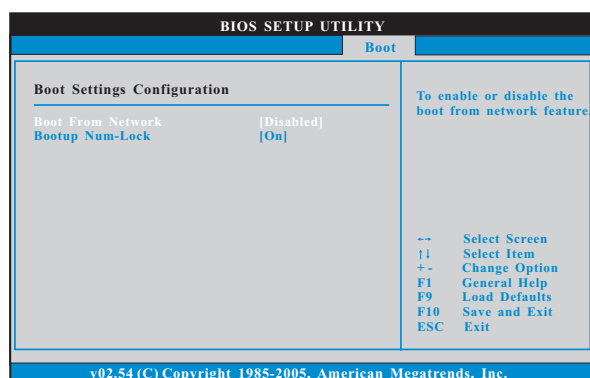 BIOS SETUP UTILITY
Boot
Boot Settings Configuration
Boot From Network [Disabled]
Bootup Num-Lock [On]
To enable or disable the
boot from network feature.
←→ Select Screen
↑↓ Select Item
+ - Change Option
F1 General Help
F9 Load Defaults
F10 Save and Exit
ESC Exit
v02.54 (C) Copyright 1985-2005, American Megatrends, Inc.